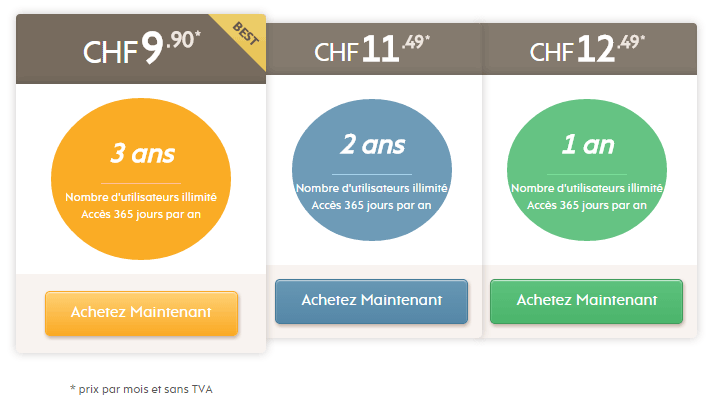 CHF 9.90*
BEST
3 ans
Nombre d'utilisateurs illimité
Accès 365 jours par an
Achetez Maintenant
CHF 11.49*
2 ans
Nombre d'utilisateurs illimité
Accès 365 jours par an
Achetez Maintenant
CHF 12.49*
1 an
Nombre d'utilisateurs illimité
Accès 365 jours par an
Achetez Maintenant
* prix par mois et sans TVA